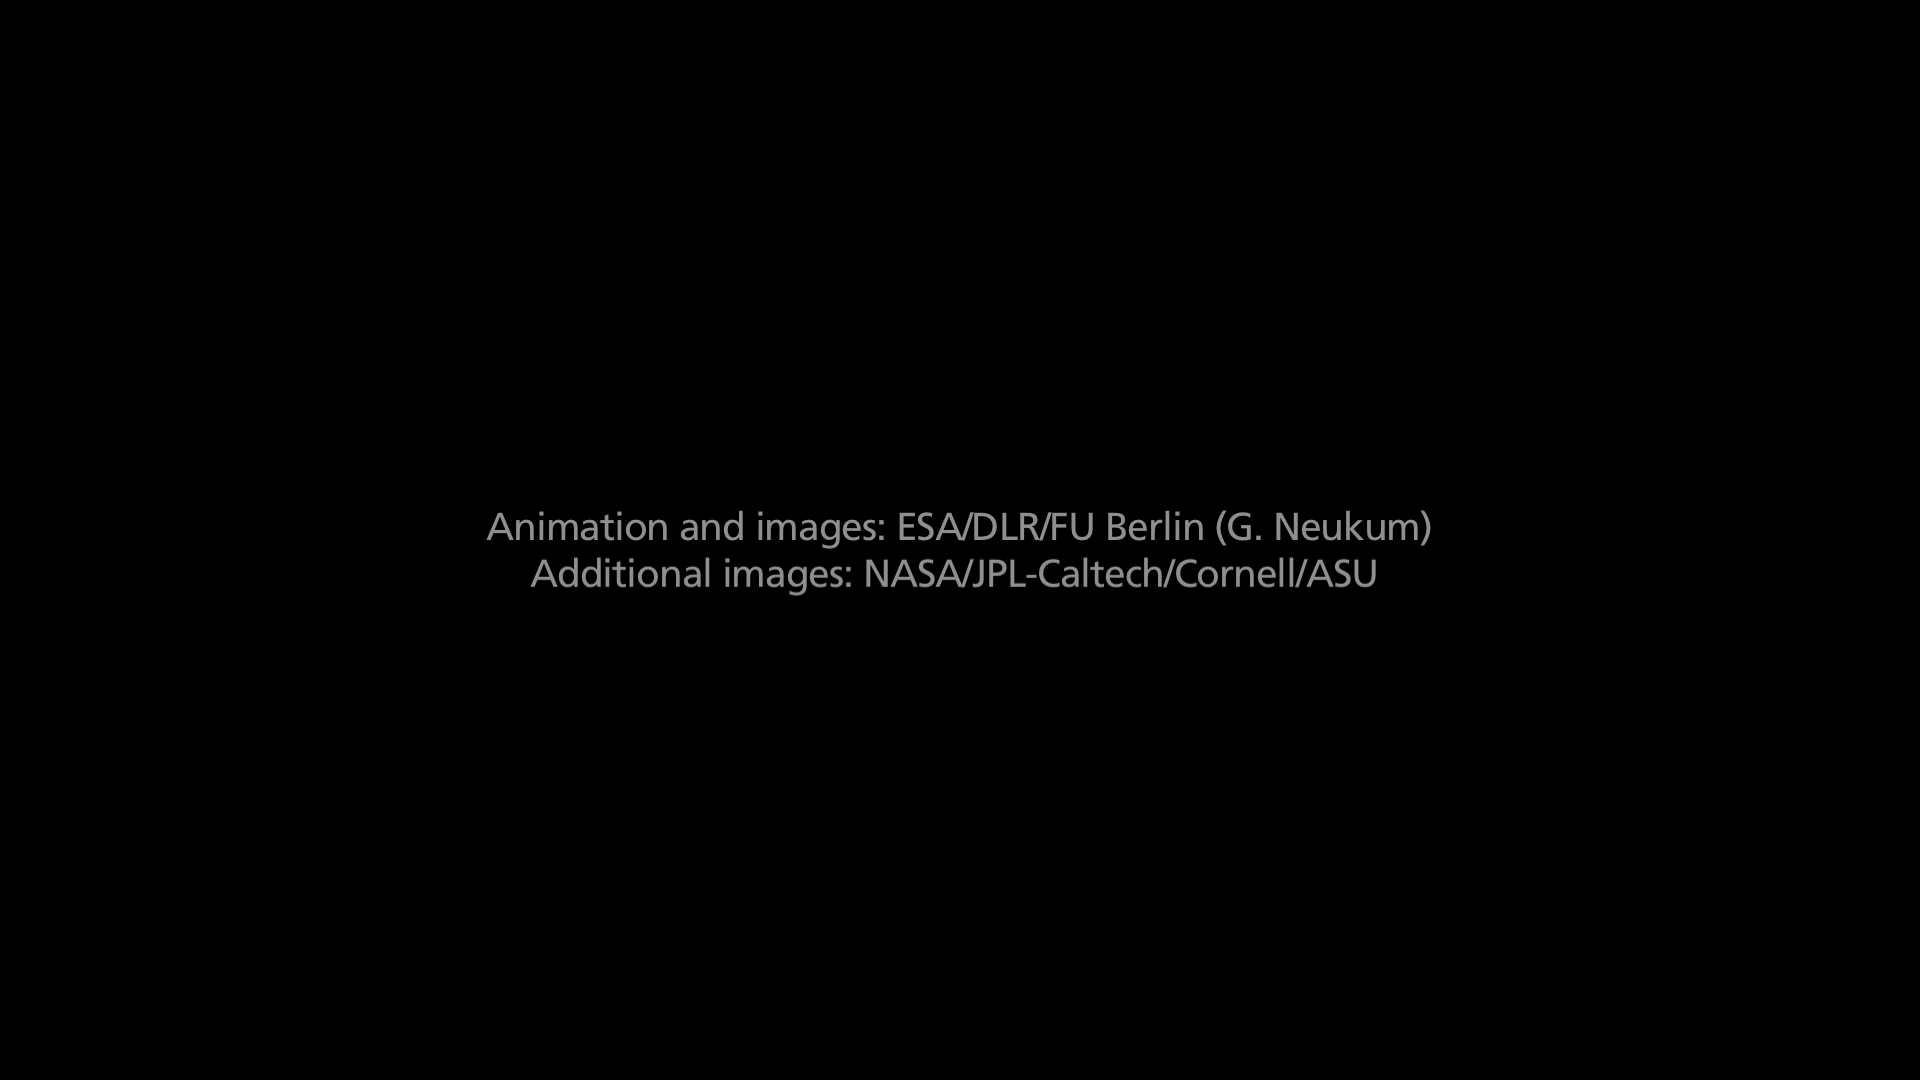 Animation and images: ESA/DLR/FU Berlin (G. Neukum)
Additional images: NASA/JPL-Caltech/Cornell/ASU